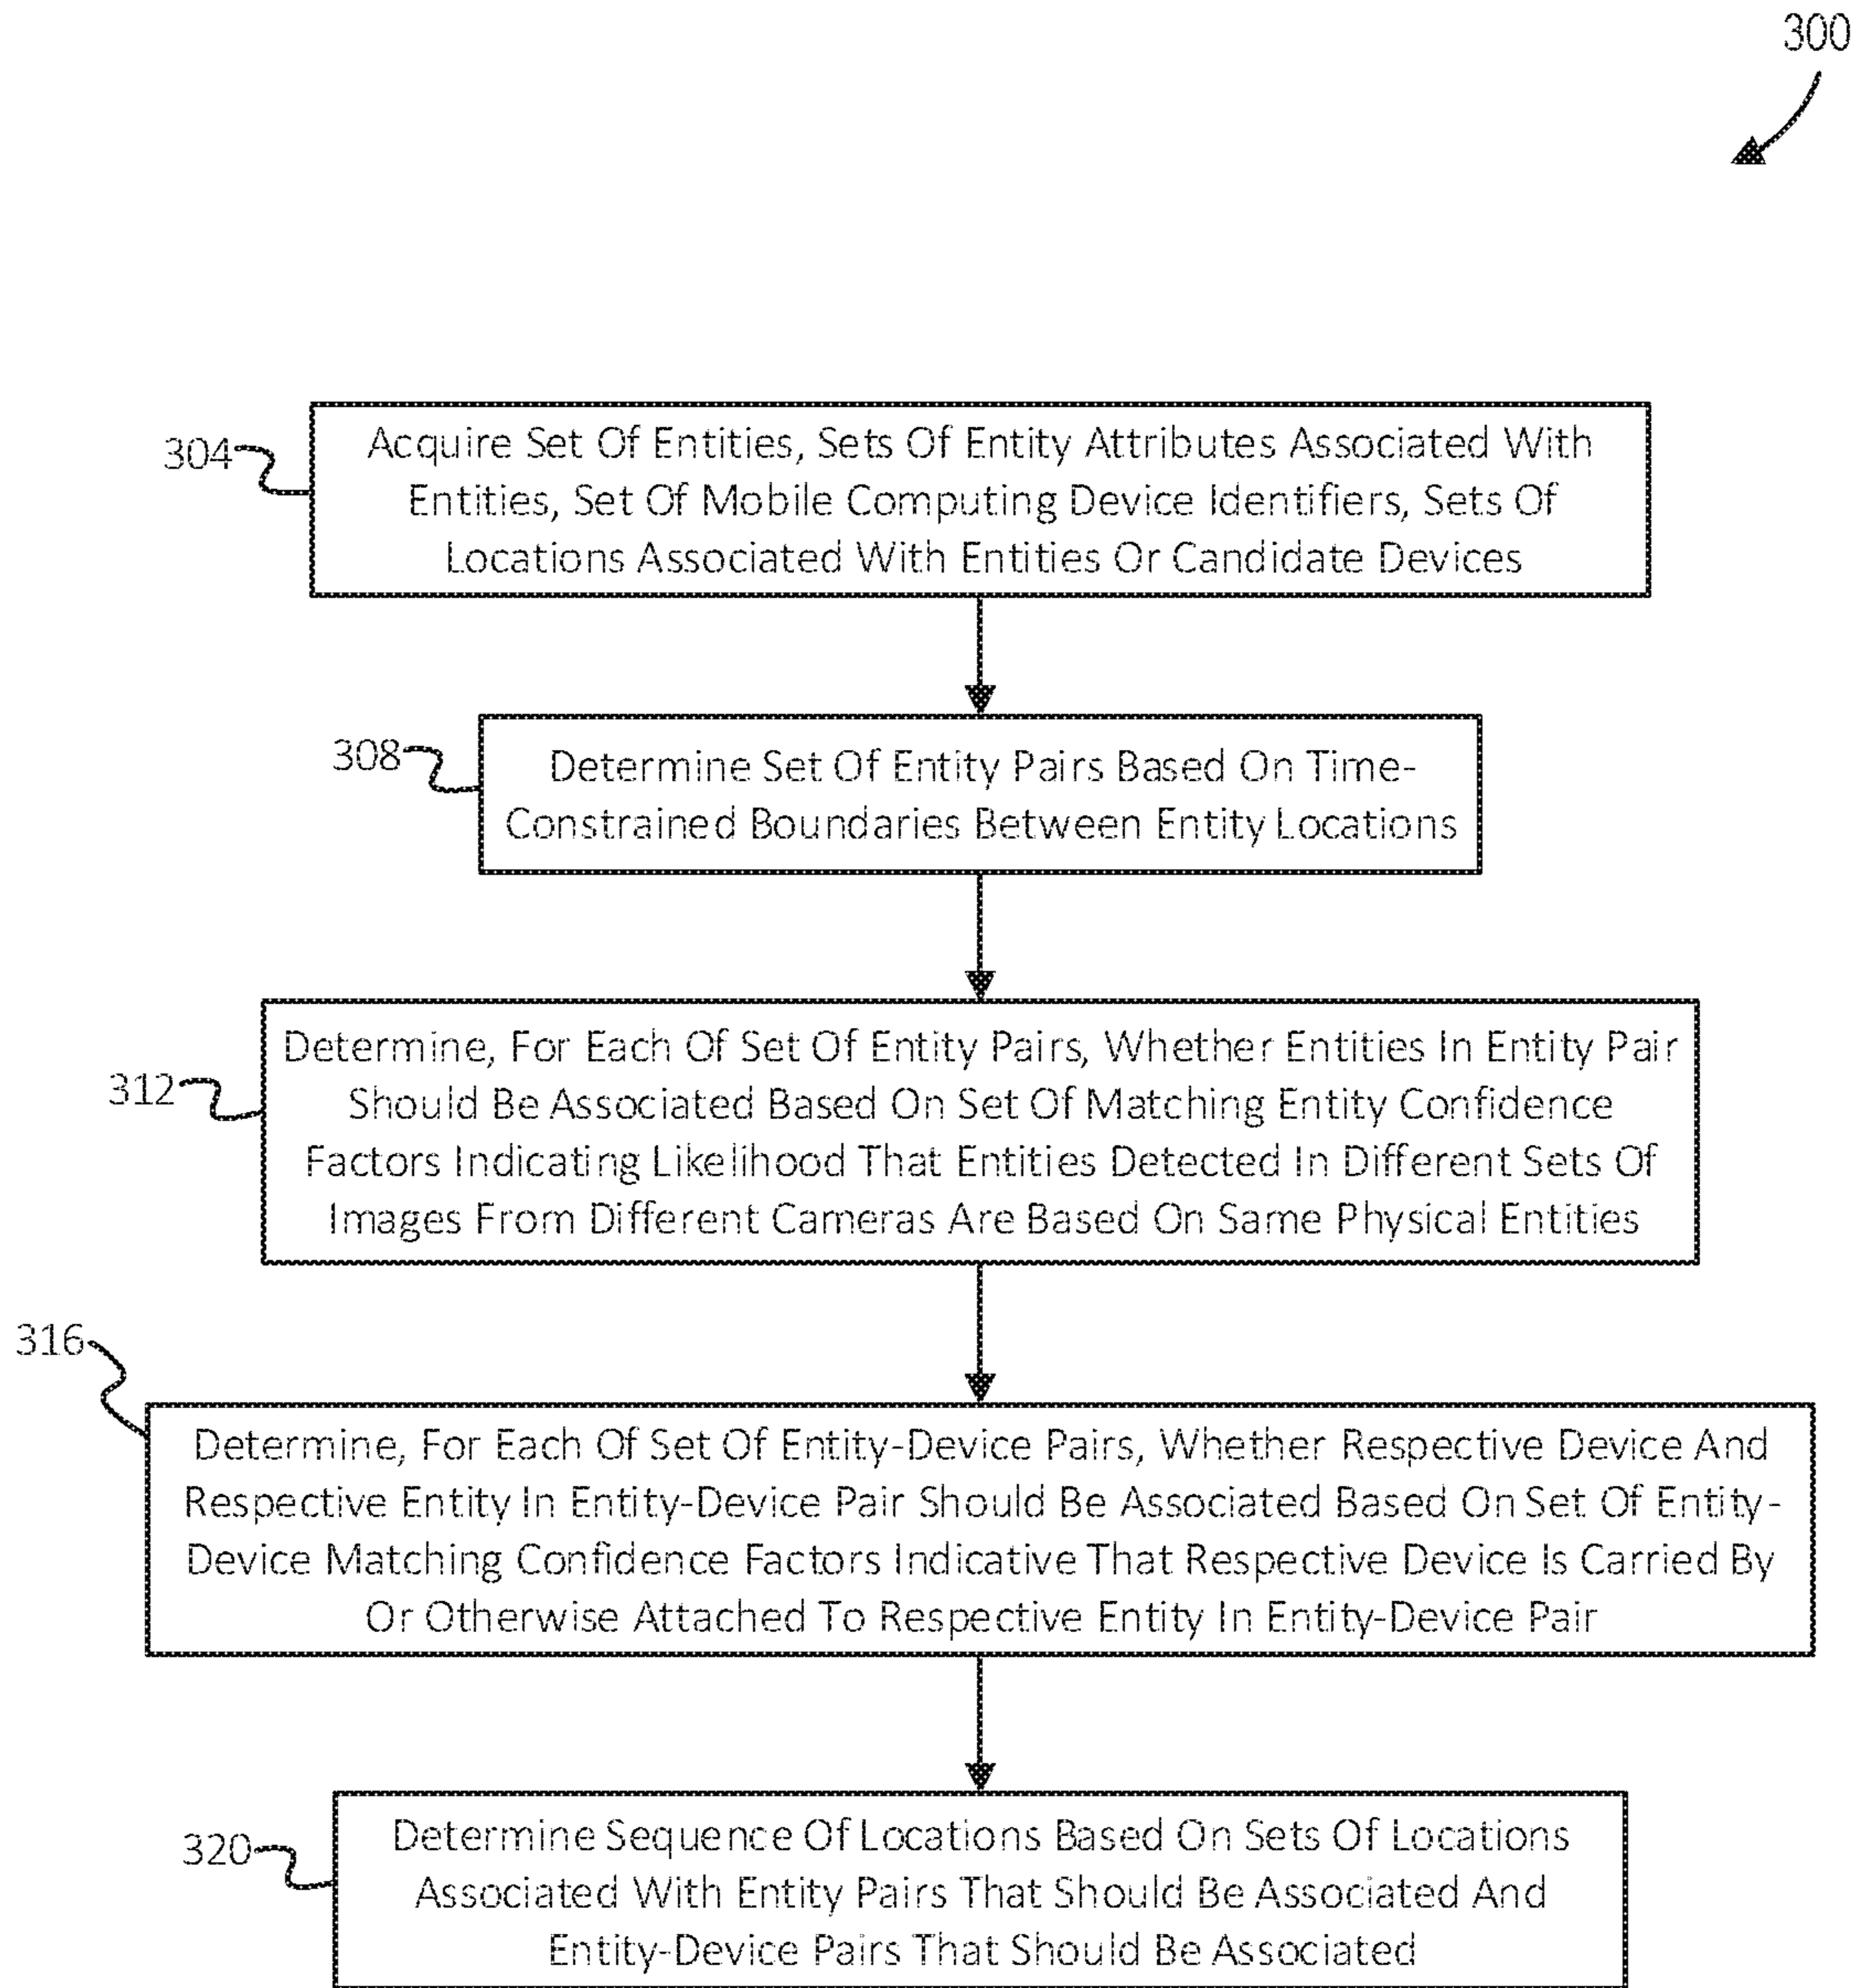 300
304
Acquire Set Of Entities, Sets Of Entity Attributes Associated With
Entities, Set Of Mobile Computing Device Identifiers, Sets Of
Locations Associated With Entities Or Candidate Devices
308
Determine Set Of Entity Pairs Based On Time-
Constrained Boundaries Between Entity Locations
312
Determine, For Each Of Set Of Entity Pairs, Whether Entities In Entity Pair
Should Be Associated Based On Set Of Matching Entity Confidence
Factors Indicating Likelihood That Entities Detected In Different Sets Of
Images From Different Cameras Are Based On Same Physical Entities
316
Determine, For Each Of Set Of Entity-Device Pairs, Whether Respective Device And
Respective Entity In Entity-Device Pair Should Be Associated Based On Set Of Entity-
Device Matching Confidence Factors Indicative That Respective Device Is Carried By
Or Otherwise Attached To Respective Entity In Entity-Device Pair
320
Determine Sequence Of Locations Based On Sets Of Locations
Associated With Entity Pairs That Should Be Associated And
Entity-Device Pairs That Should Be Associated